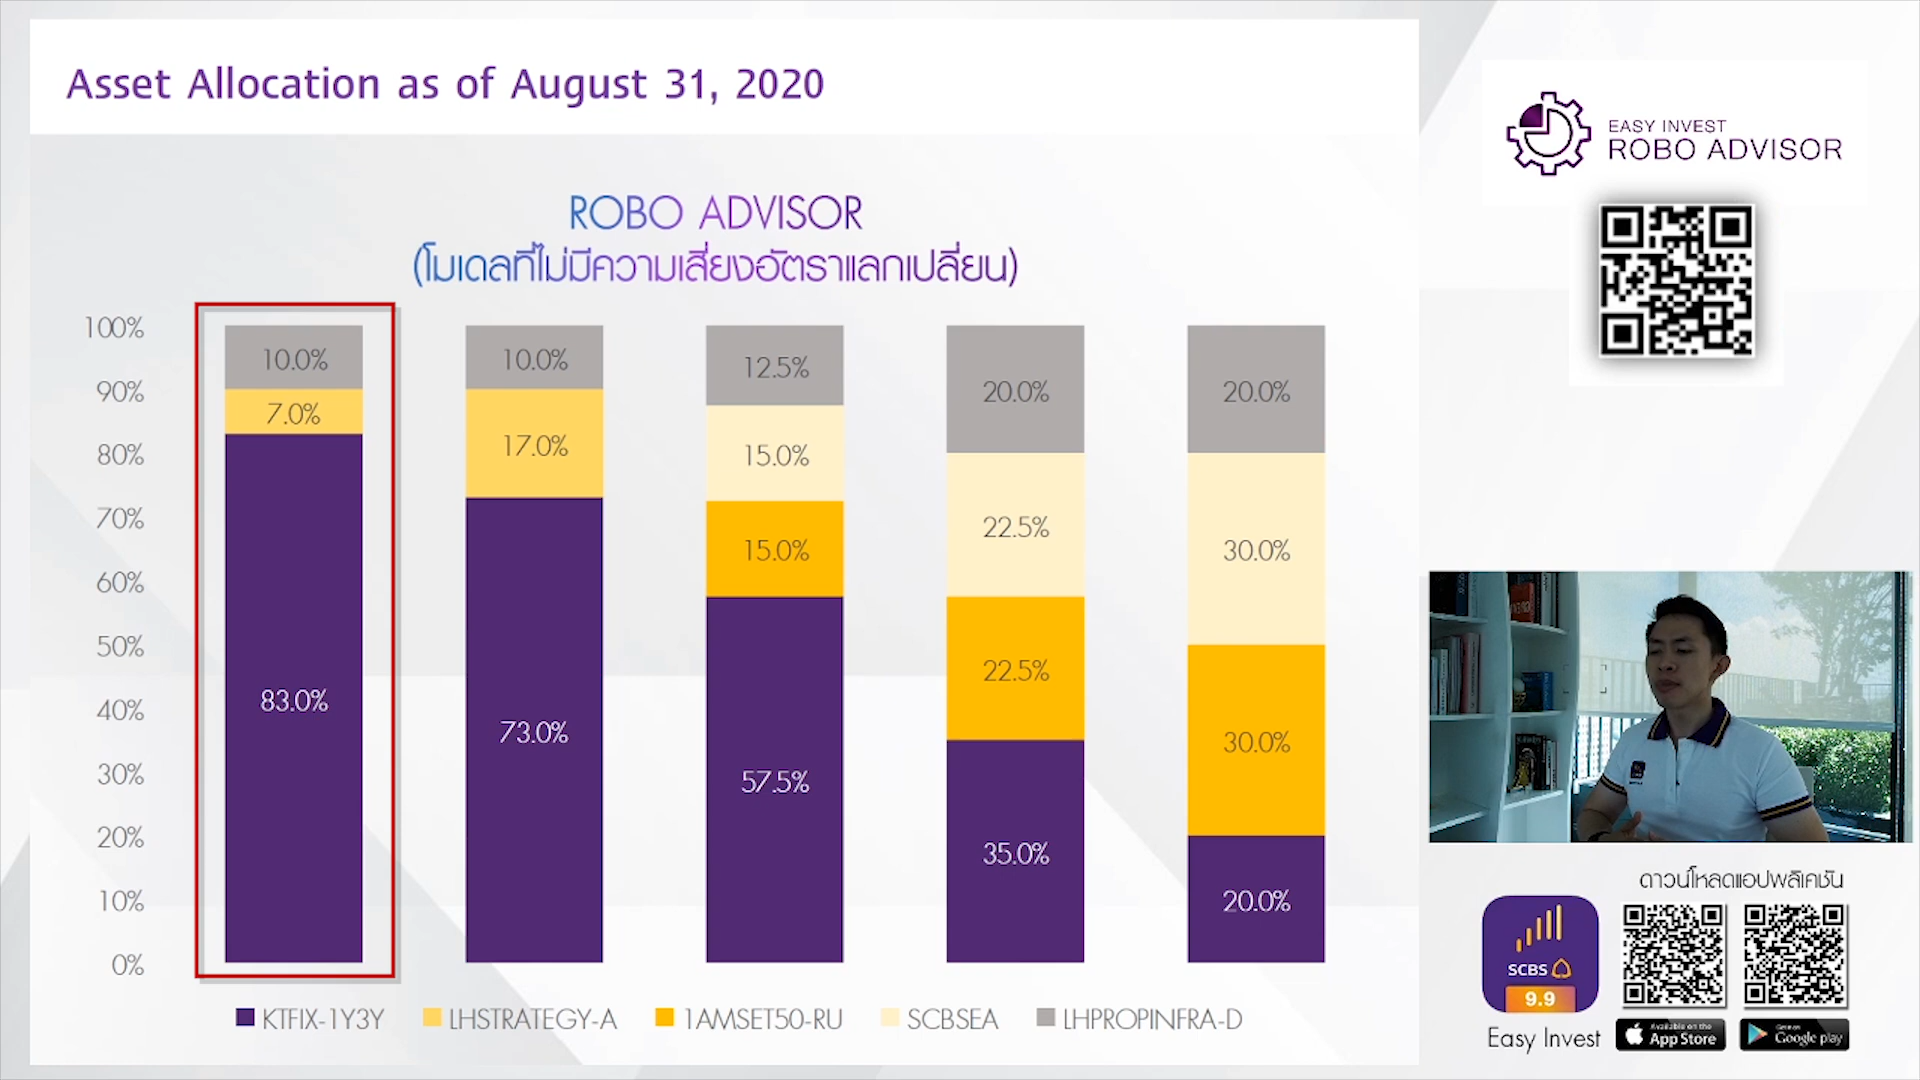 Asset Allocation as of August 31, 2020
EASY INVEST
ROBO ADVISOR
ROBO ADVISOR
(โมเดลที่ไม่มีความเสี่ยงอัตราแลกเปลี่ยน)
100%
90%
80%
70%
60%
50%
40%
30%
20%
10%
0%
10.0%
7.0%
83.0%
10.0%
17.0%
73.0%
12.5%
15.0%
15.0%
57.5%
20.0%
22.5%
22.5%
35.0%
20.0%
30.0%
30.0%
20.0%
KTFIX-1Y3Y LHSTRATEGY-A 1AMSET50-RU SCBSEA LHPROPINFRA-D
ดาวน์โหลดแอปพลิเคชัน
SCBS
9.9
Easy Invest
Available on the
App Store
Google play